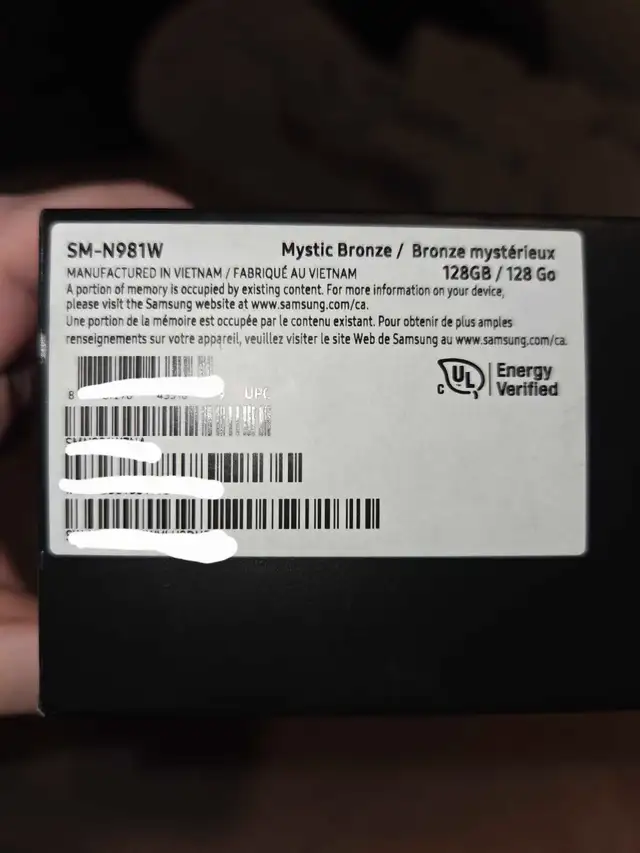 SM-N981W
Mystic Bronze / Bronze mystérieux
MANUFACTURED IN VIETNAM / FABRIQUÉ AU VIETNAM
128GB / 128 Go
A portion of memory is occupied by existing content. For more information on your device,
please visit the Samsung website at www.samsung.com/ca.
Une portion de la mémoire est occupée par le contenu existant. Pour obtenir de plus amples
renseignements sur votre appareil, veuillez visiter le site Web de Samsung au www.samsung.com/ca.
8
UPC
C UL
Energy
Verified